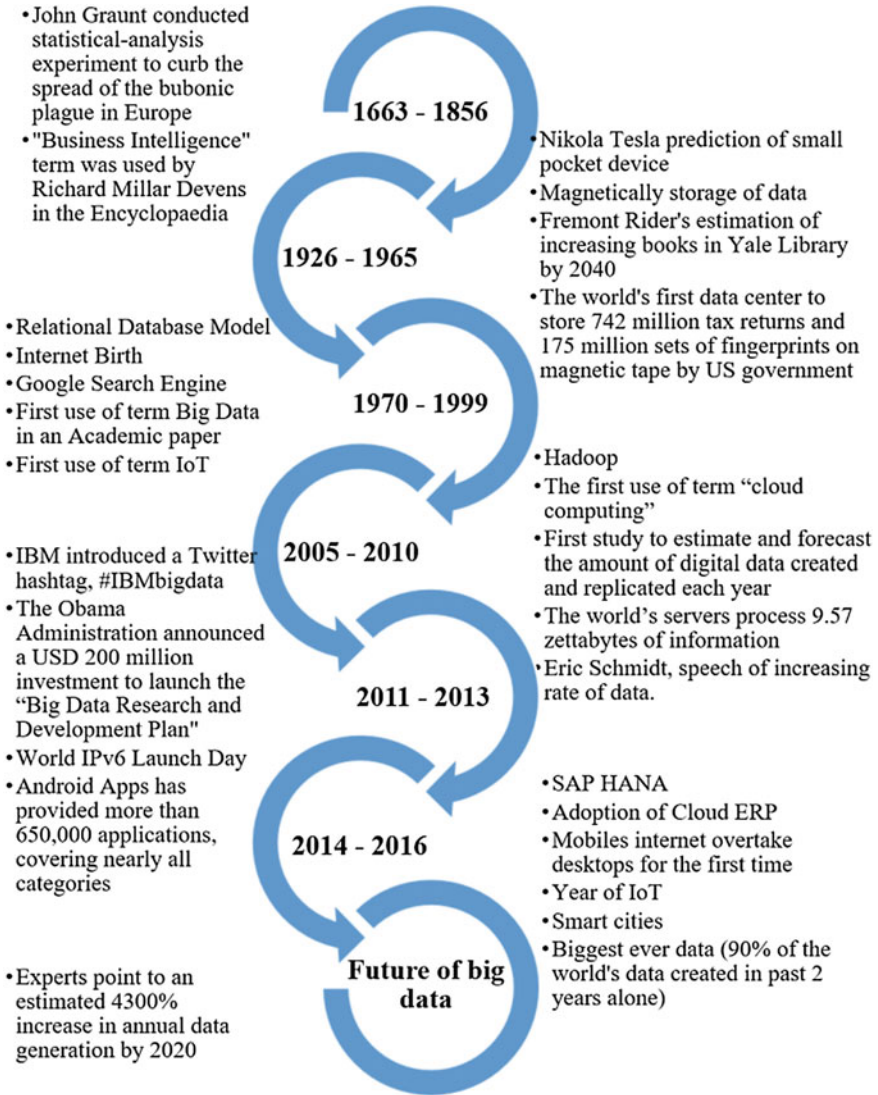 •John Graunt conducted
statistical-analysis
experiment to curb the
spread of the bubonic
plague in Europe
•"Business Intelligence"
term was used by
Richard Millar Devens
in the Encyclopaedia
1663 - 1856
•Nikola Tesla prediction of small
pocket device
•Magnetically storage of data
•Fremont Rider's estimation of
increasing books in Yale Library
by 2040
•The world's first data center to
store 742 million tax returns and
175 million sets of fingerprints on
magnetic tape by US government
1926 - 1965
•Relational Database Model
•Internet Birth
•Google Search Engine
•First use of term Big Data
in an Academic paper
•First use of term IoT
1970 - 1999
•Hadoop
•The first use of term “cloud
computing”
•First study to estimate and forecast
the amount of digital data created
and replicated each year
•The world’s servers process 9.57
zettabytes of information
•Eric Schmidt, speech of increasing
rate of data.
2005 - 2010
•IBM introduced a Twitter
hashtag, #IBMbigdata
•The Obama
Administration announced
a USD 200 million
investment to launch the
“Big Data Research and
Development Plan"
•World IPv6 Launch Day
•Android Apps has
provided more than
650,000 applications,
covering nearly all
categories
2011 - 2013
•SAP HANA
•Adoption of Cloud ERP
•Mobiles internet overtake
desktops for the first time
•Year of IoT
•Smart cities
•Biggest ever data (90% of the
world's data created in past 2
years alone)
2014 - 2016
•Experts point to an
estimated 4300%
increase in annual data
generation by 2020
Future of big
data